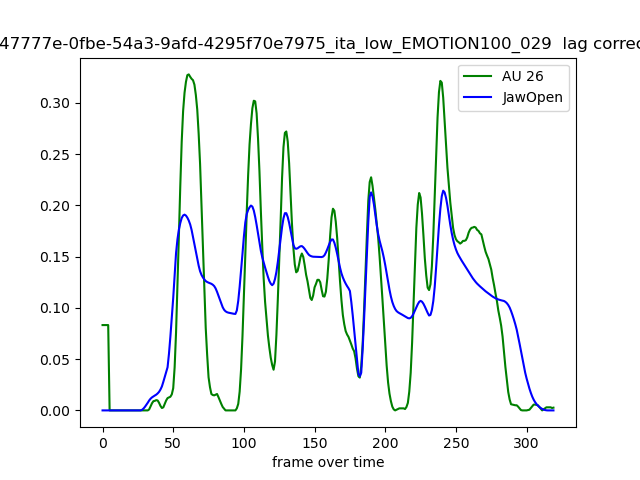 47777e-0fbe-54a3-9afd-4295f70e7975_ita_low_EMOTION100_029 lag correc
AU 26
JawOpen
0.30
0.25
0.20
0.15
0.10
0.05
0.00
0 50 100 150 200 250 300
frame over time